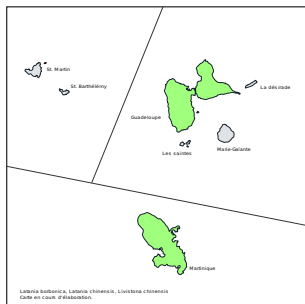 St. Martin
St. Barthélémy
La désirade
Guadeloupe
Marie-Galante
Les saintes
Martinique
Latania borbonica, Latania chinensis, Livistona chinensis
Carte en cours d'élaboration.